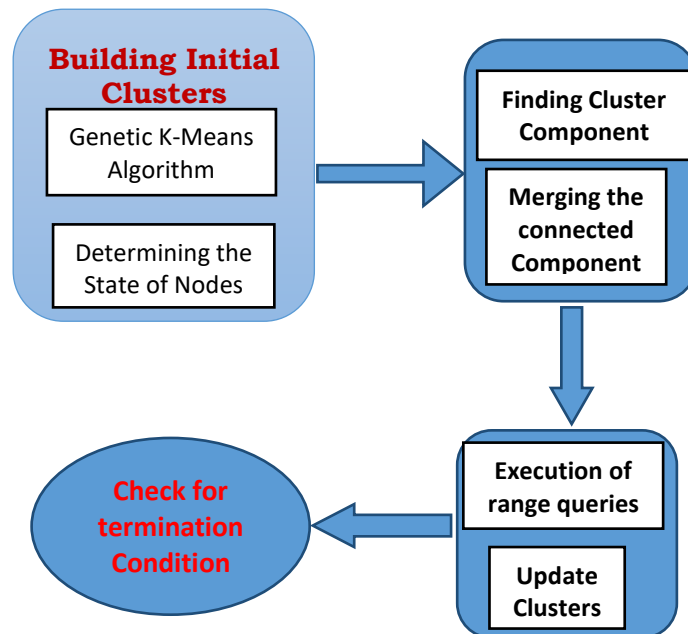 Building Initial
Clusters
Genetic K-Means
Algorithm
Determining the
State of Nodes
Finding Cluster
Component
Merging the
connected
Component
Execution of
range queries
Update
Clusters
Check for
termination
Condition